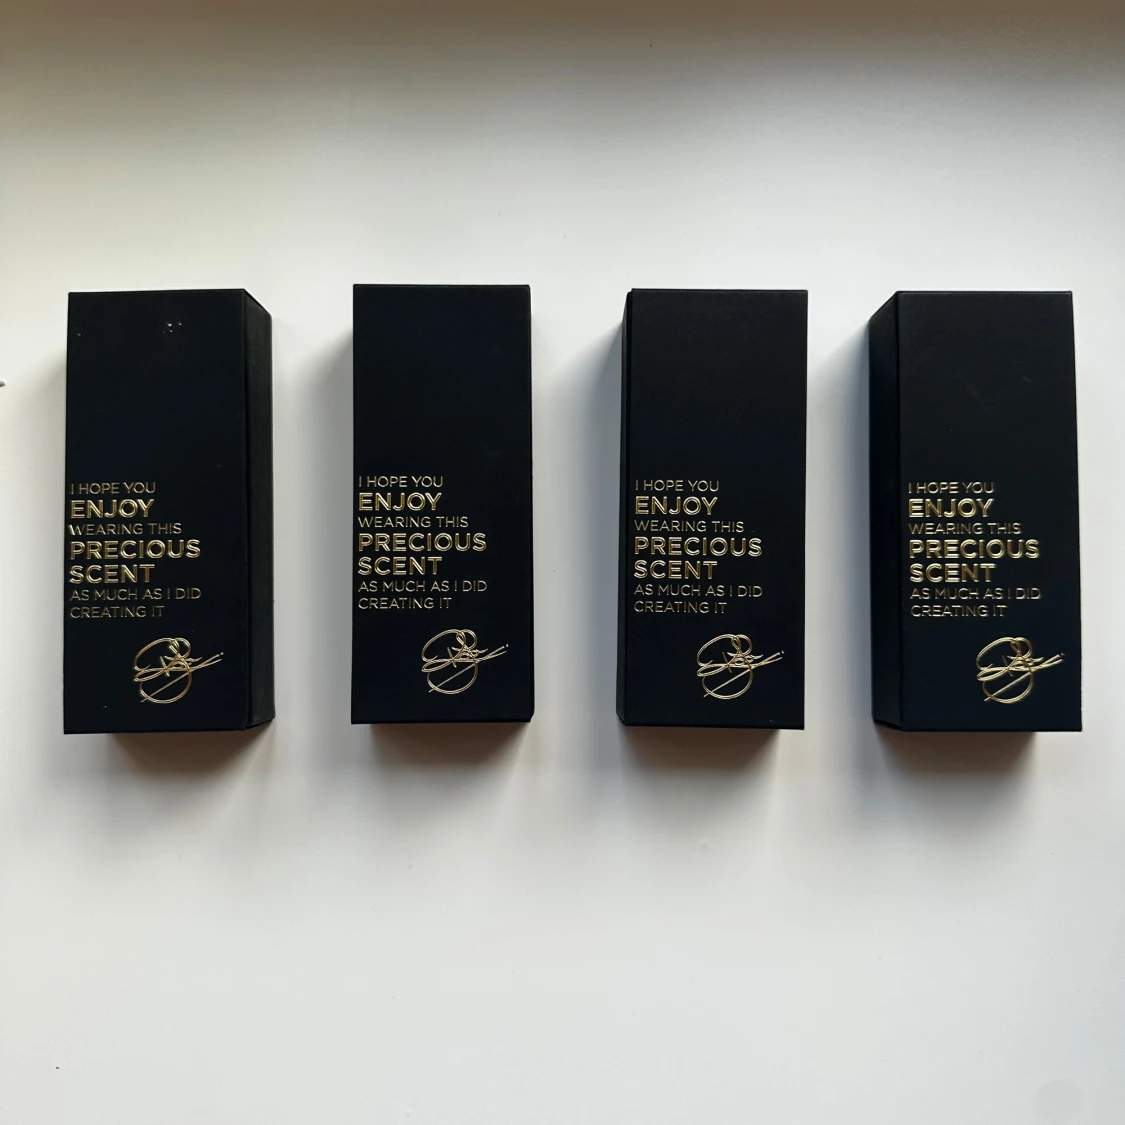 I HOPE YOU
ENJOY
WEARING THIS
PRECIOUS
SCENT
AS MUCH AS I DID
CREATING IT
I HOPE YOU
ENJOY
WEARING THIS
PRECIOUS
SCENT
AS MUCH AS I DID
CREATING IT
I HOPE YOU
ENJOY
WEARING THIS
PRECIOUS
SCENT
AS MUCH AS I DID
CREATING IT
I HOPE YOU
ENJOY
WEARING THIS
PRECIOUS
SCENT
AS MUCH AS I DID
CREATING IT